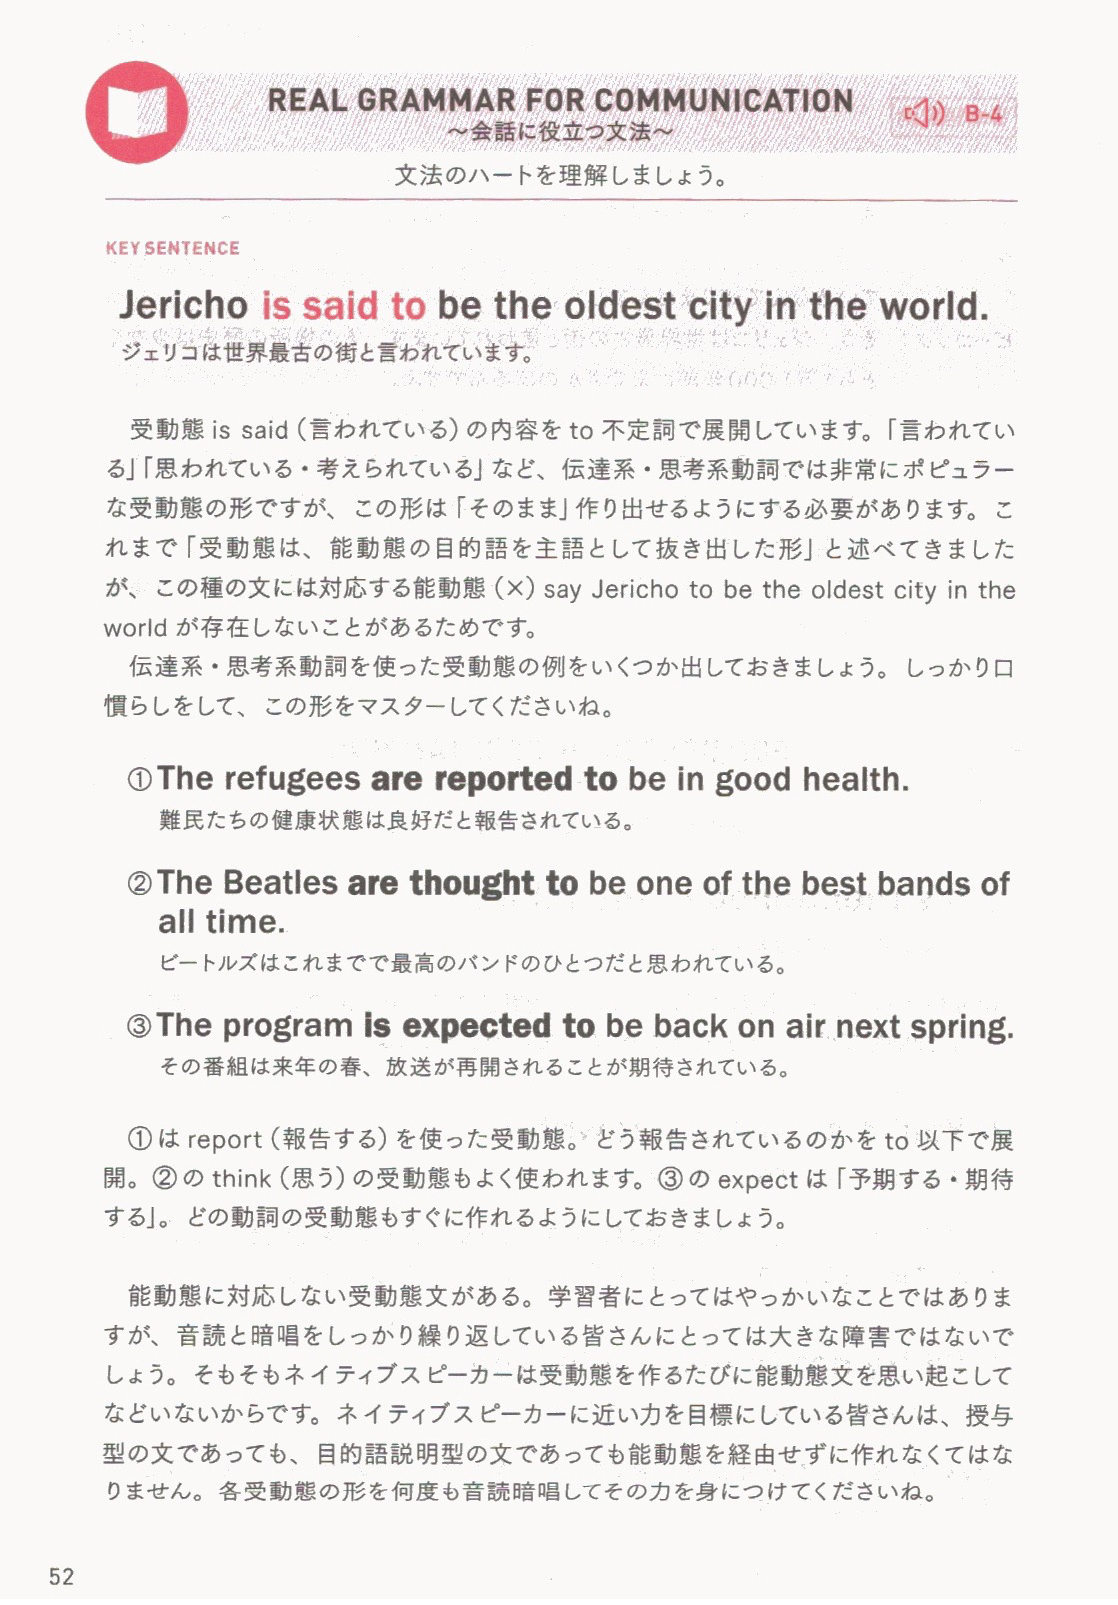 REAL GRAMMAR FOR COMMUNICATION
～会話に役立つ文法～
B-4
文法のハートを理解しましょう。
KEY SENTENCE
Jericho is said to be the oldest city in the world.
ジェリコは世界最古の街と言われています。
受動態 is said（言われている）の内容を to 不定詞で展開しています。「言われてい
る」「思われている・考えられている」など、伝達系・思考系動詞では非常にポピュラー
な受動態の形ですが、この形は「そのまま」作り出せるようにする必要があります。こ
れまで「受動態は、能動態の目的語を主語として抜き出した形」と述べてきました
が、この種の文には対応する能動態（×）say Jericho to be the oldest city in the
world が存在しないことがあるためです。
伝達系・思考系動詞を使った受動態の例をいくつか出しておきましょう。しっかり口
慣らしをして、この形をマスターしてくださいね。
①The refugees are reported to be in good health.
難民たちの健康状態は良好だと報告されている。
②The Beatles are thought to be one of the best bands of
all time.
ビートルズはこれまでで最高のバンドのひとつだと思われている。
③The program is expected to be back on air next spring.
その番組は来年の春、放送が再開されることが期待されている。
①は report（報告する）を使った受動態。どう報告されているのかを to 以下で展
開。②の think（思う）の受動態もよく使われます。③の expect は「予期する・期待
する」。どの動詞の受動態もすぐに作れるようにしておきましょう。
能動態に対応しない受動態文がある。学習者にとってはやっかいなことではありま
すが、音読と暗唱をしっかり繰り返している皆さんにとっては大きな障害ではないで
しょう。そもそもネイティブスピーカーは受動態を作るたびに能動態文を思い起こして
などいないからです。ネイティブスピーカーに近い力を目標にしている皆さんは、授与
型の文であっても、目的語説明型の文であっても能動態を経由せずに作れなくてはな
りません。各受動態の形を何度も音読暗唱してその力を身につけてくださいね。
52